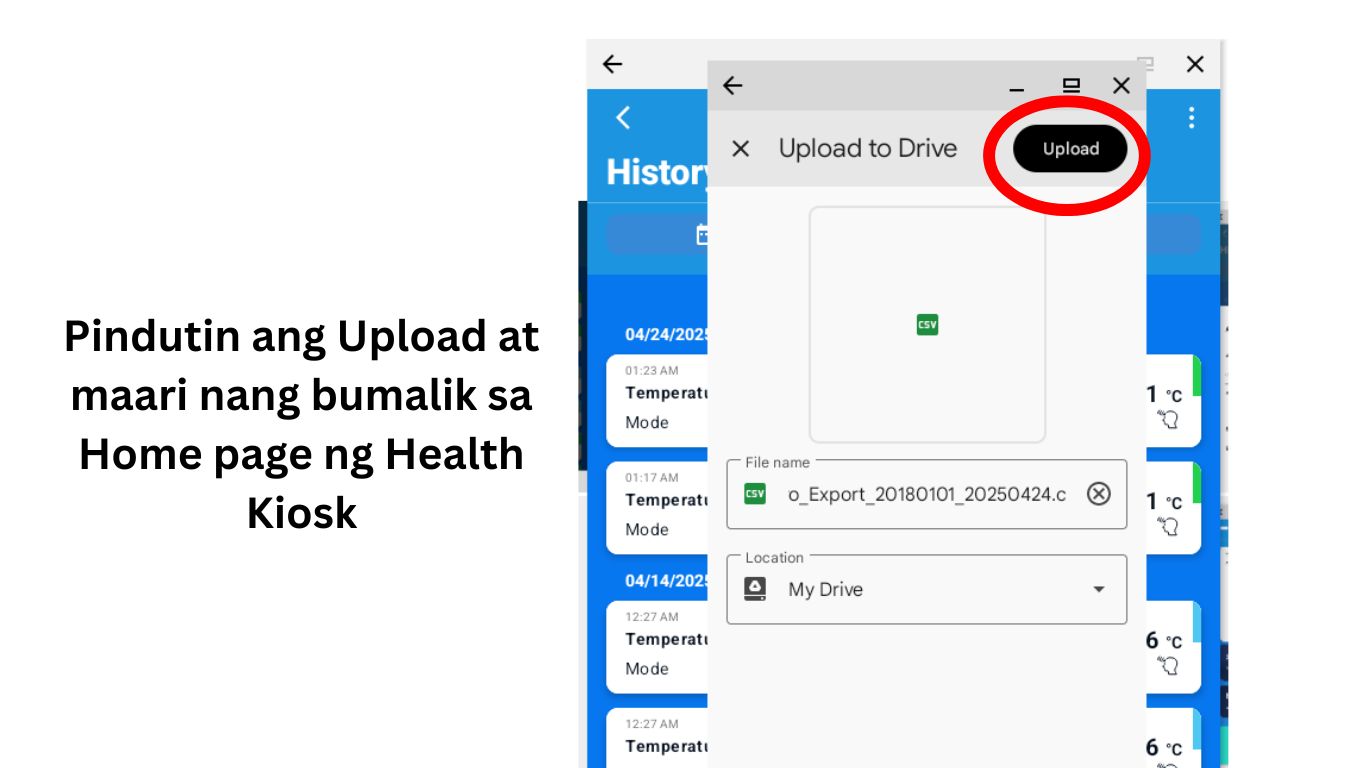 Pindutin ang Upload at
maari nang bumalik sa
Home page ng Health
Kiosk
Upload to Drive
Upload
History
CSV
File name
CSV
o_Export_20180101_20250424.c
Location
My Drive
04/24/2025
01:23 AM
Temperatu
1 °C
Mode
01:17 AM
Temperatu
1 °C
Mode
04/14/2025
12:27 AM
Temperatu
6 °C
Mode
12:27 AM
Temperatu
6 °C